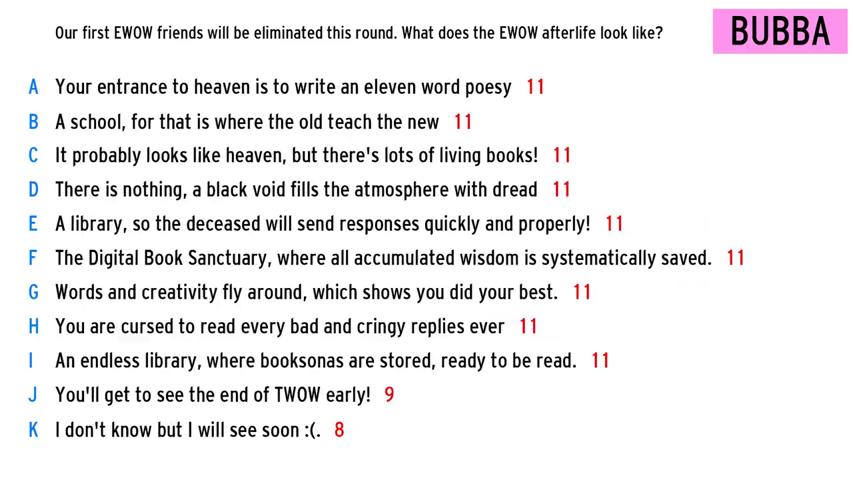 Our first EWOW friends will be eliminated this round. What does the EWOW afterlife look like?
BUBBA
A Your entrance to heaven is to write an eleven word poesy 11
B A school, for that is where the old teach the new 11
C It probably looks like heaven, but there's lots of living books! 11
D There is nothing, a black void fills the atmosphere with dread 11
E A library, so the deceased will send responses quickly and properly! 11
F The Digital Book Sanctuary, where all accumulated wisdom is systematically saved. 11
G Words and creativity fly around, which shows you did your best. 11
H You are cursed to read every bad and cringy replies ever 11
I An endless library, where booksonas are stored, ready to be read. 11
J You'll get to see the end of TWOW early! 9
K I don't know but I will see soon :(. 8